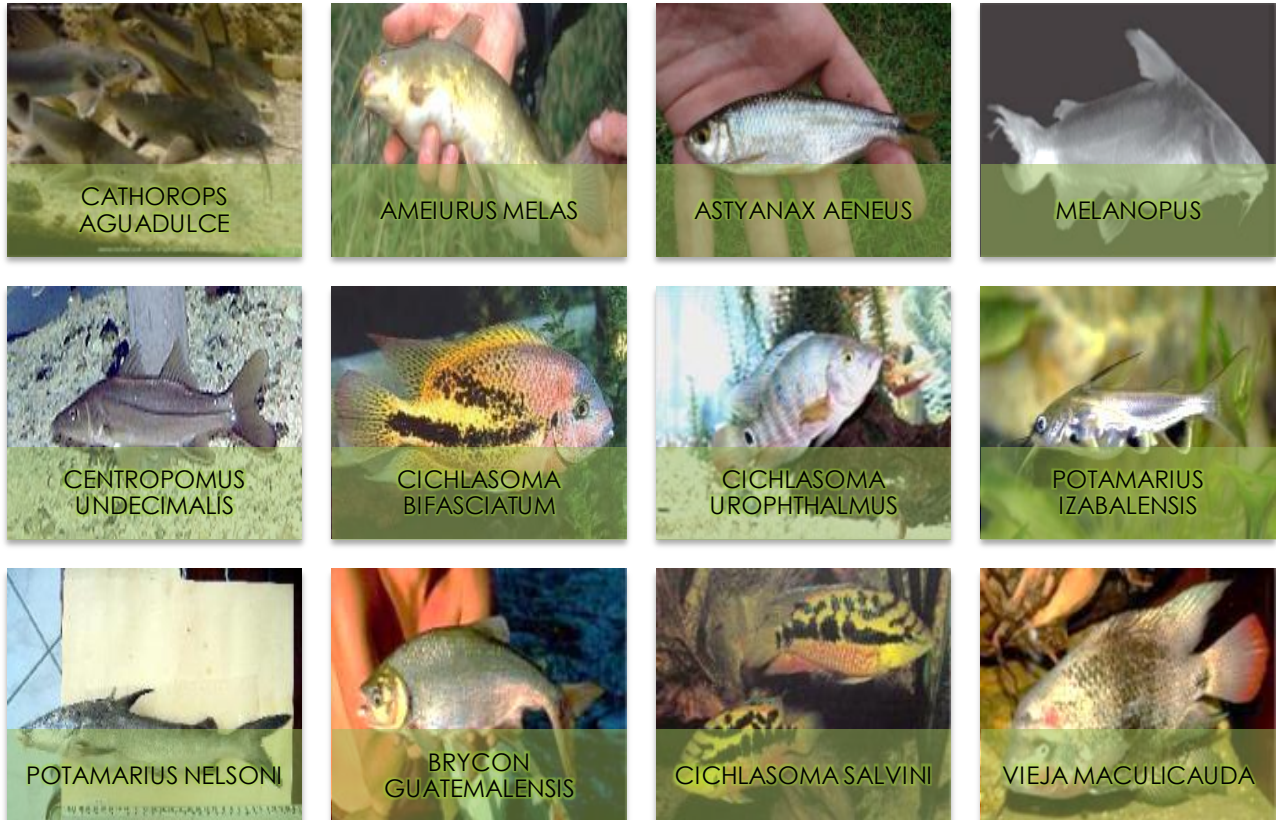 CATHOROPS
AGUADULCE
AMEIURUS MELAS
ASTYANAX AENEUS
MELANOPUS
CENTROPOMUS
UNDECIMALIS
CICHLASOMA
BIFASCIATUM
CICHLASOMA
UROPHTHALMUS
POTAMARIUS
IZABALENSIS
POTAMARIUS NELSONI
BRYCON
GUATEMALENSIS
CICHLASOMA SALVINI
VIEJA MACULICAUDA